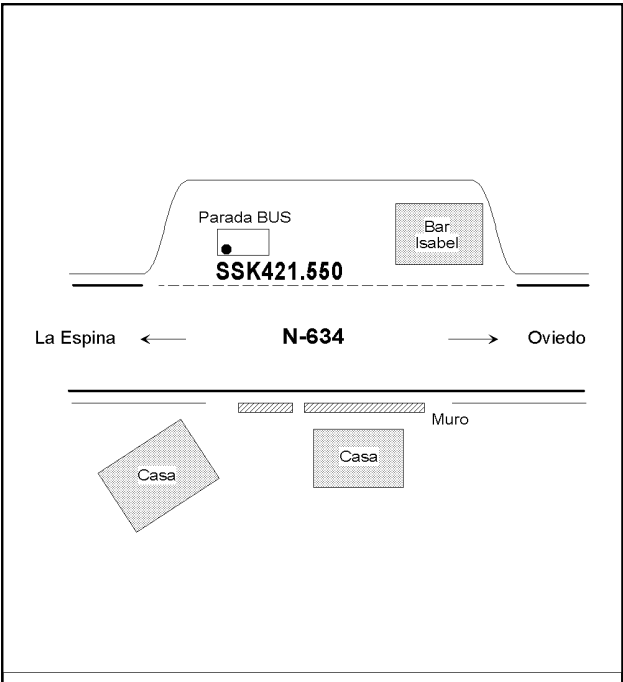 Parada BUS
Bar
Isabel
SSK421.550
La Espina
N-634
Oviedo
Muro
Casa
Casa